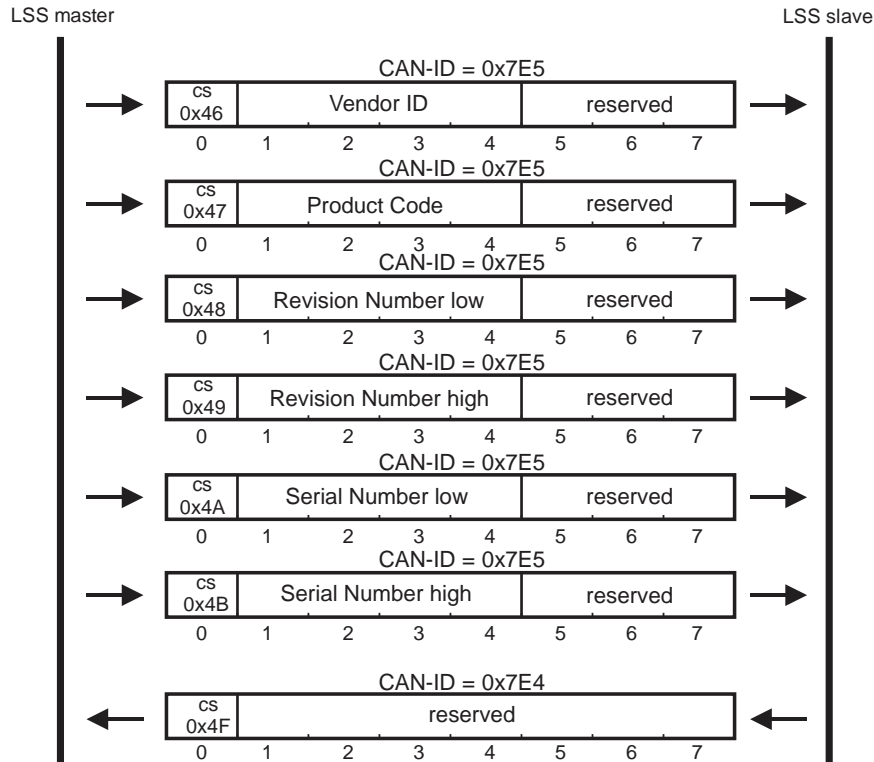 LSS master LSS slave
CAN-ID = 0x7E5
cs
0x46 Vendor ID reserved
0 1 2 3 4 5 6 7
CAN-ID = 0x7E5
cs
0x47 Product Code reserved
0 1 2 3 4 5 6 7
CAN-ID = 0x7E5
cs
0x48 Revision Number low reserved
0 1 2 3 4 5 6 7
CAN-ID = 0x7E5
cs
0x49 Revision Number high reserved
0 1 2 3 4 5 6 7
CAN-ID = 0x7E5
cs
0x4A Serial Number low reserved
0 1 2 3 4 5 6 7
CAN-ID = 0x7E5
cs
0x4B Serial Number high reserved
0 1 2 3 4 5 6 7
CAN-ID = 0x7E4
cs
0x4F reserved
0 1 2 3 4 5 6 7